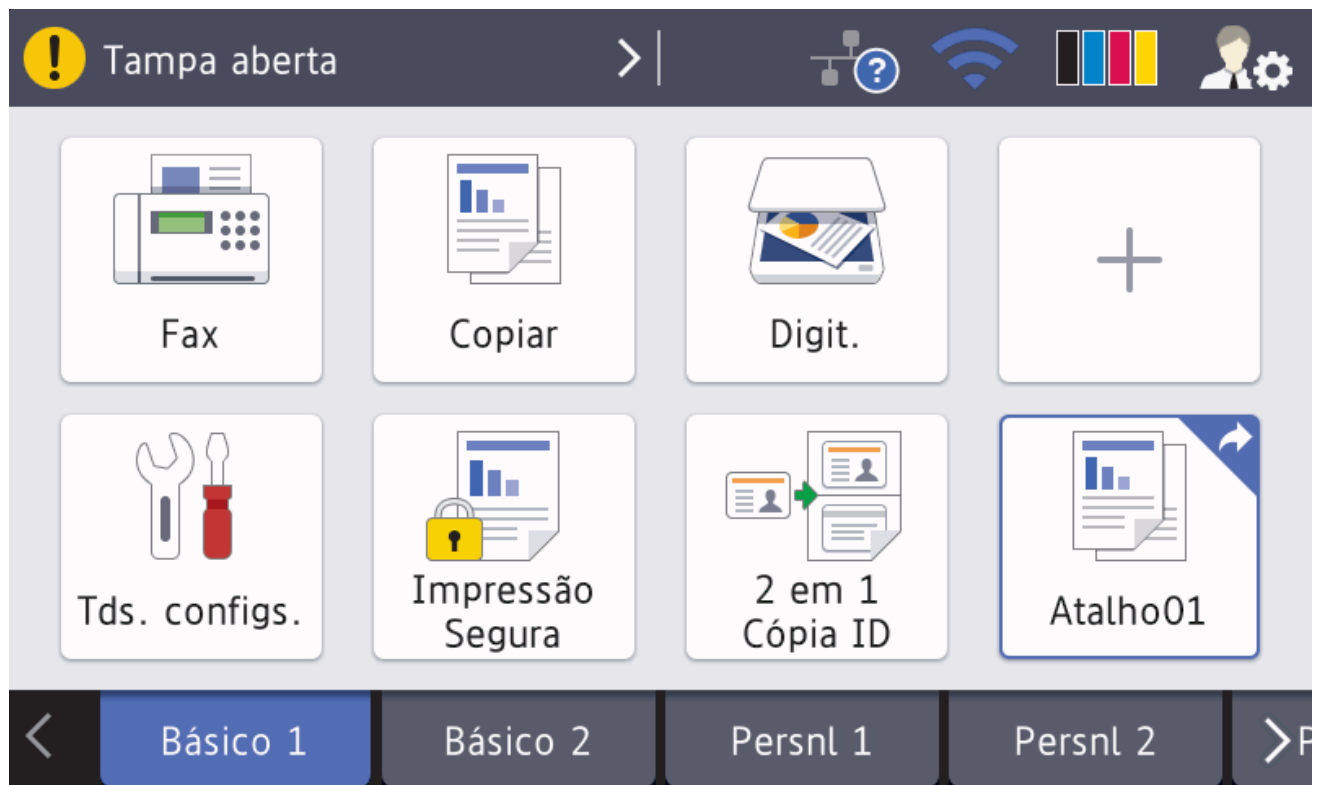 Tampa aberta
Fax
Copiar
Digit.
Tds. configs.
Impressão
Segura
2 em 1
Cópia ID
Atalho01
Básico 1
Básico 2
Persnl 1
Persnl 2
P